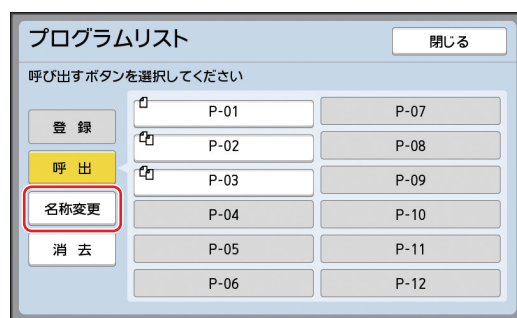 プログラムリスト
閉じる
呼び出すボタンを選択してください
登 録
呼 出
名称変更
消 去
P-01
P-02
P-03
P-04
P-05
P-06
P-07
P-08
P-09
P-10
P-11
P-12